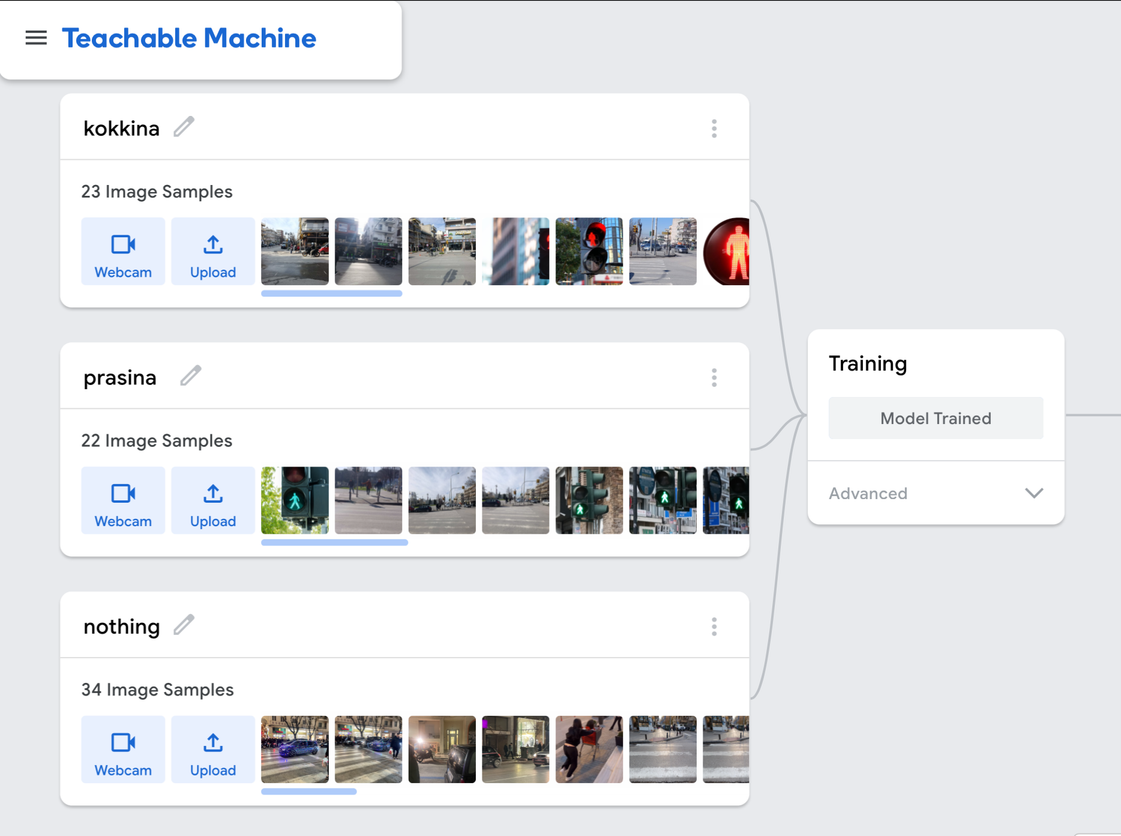 Teachable Machine
kokkina
23 Image Samples
Webcam
Upload
prasina
22 Image Samples
Webcam
Upload
nothing
34 Image Samples
Webcam
Upload
Training
Model Trained
Advanced